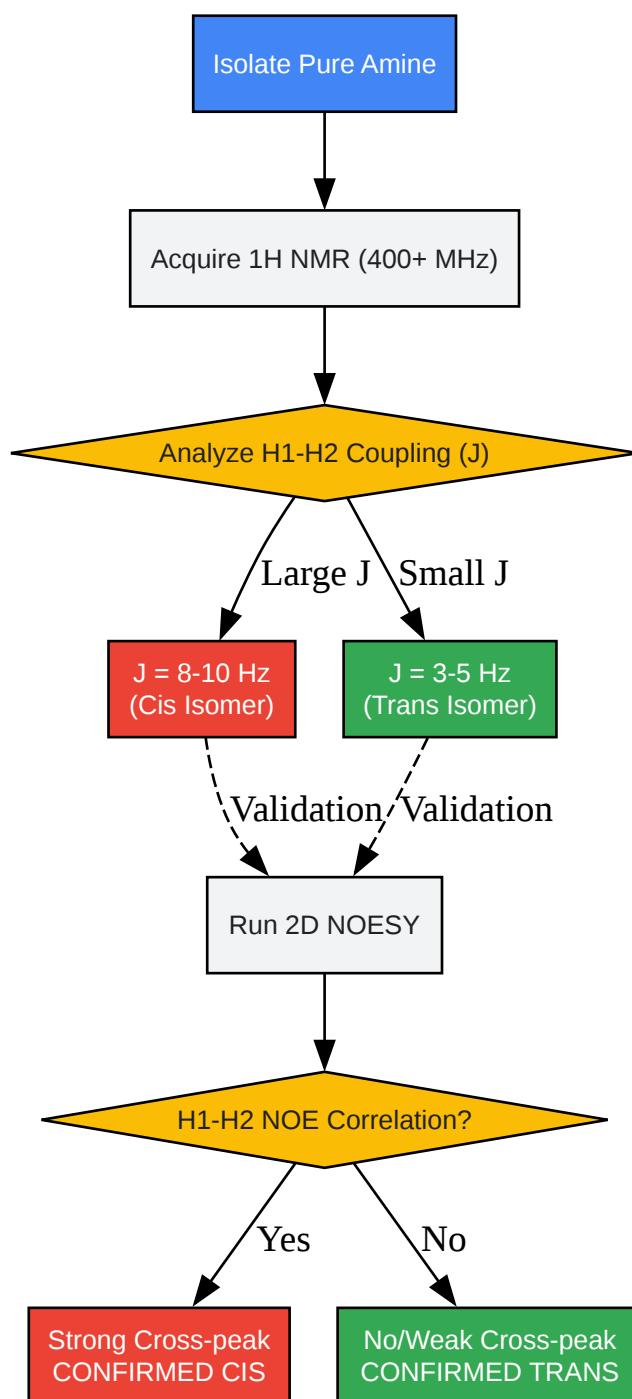 Isolate Pure Amine
Acquire 1H NMR (400+ MHz)
Analyze H1-H2 Coupling (J)
Large J
Small J
J = 8-10 Hz
(Cis Isomer)
J = 3-5 Hz
(Trans Isomer)
Validation
Validation
Run 2D NOESY
H1-H2 NOE Correlation?
Yes
No
Strong Cross-peak
CONFIRMED CIS
No/Weak Cross-peak
CONFIRMED TRANS